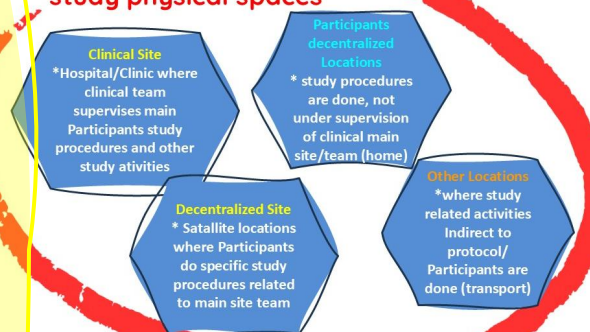 study physical spaces
Clinical Site
*Hospital/Clinic where
clinical team
supervises main
Participants study
procedures and other
study ativities
Participants
decentralized
Locations
* study procedures
are done, not
under supervision
of clinical main
site/team (home)
Decentralized Site
* Satallite locations
where Participants
do specific study
procedures related
to main site team
Other Locations
*where study
related activities
Indirect to
protocol/
Participants are
done (transport)